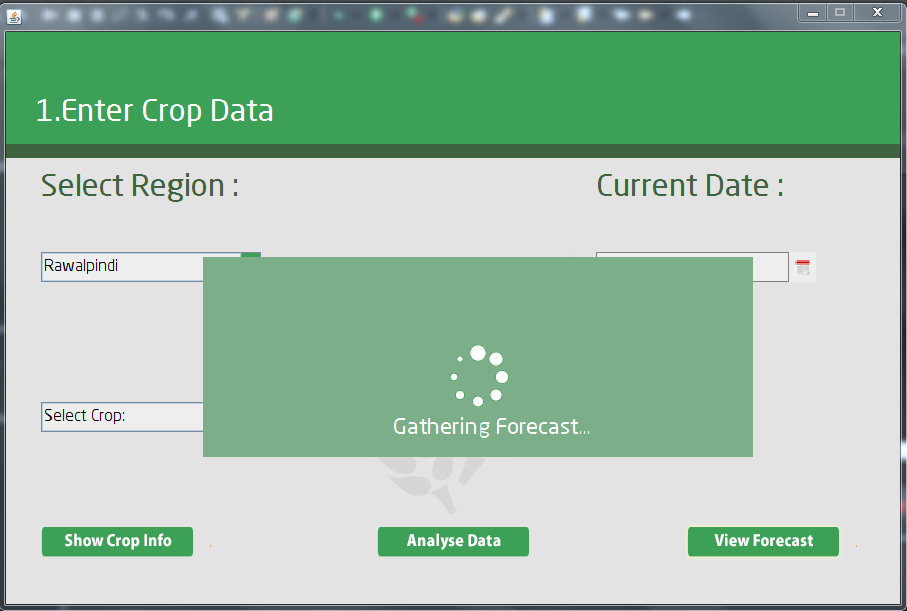 1.Enter Crop Data
Select Region :
Current Date :
Rawalpindi
Gathering Forecast...
Select Crop:
Show Crop Info
Analyse Data
View Forecast